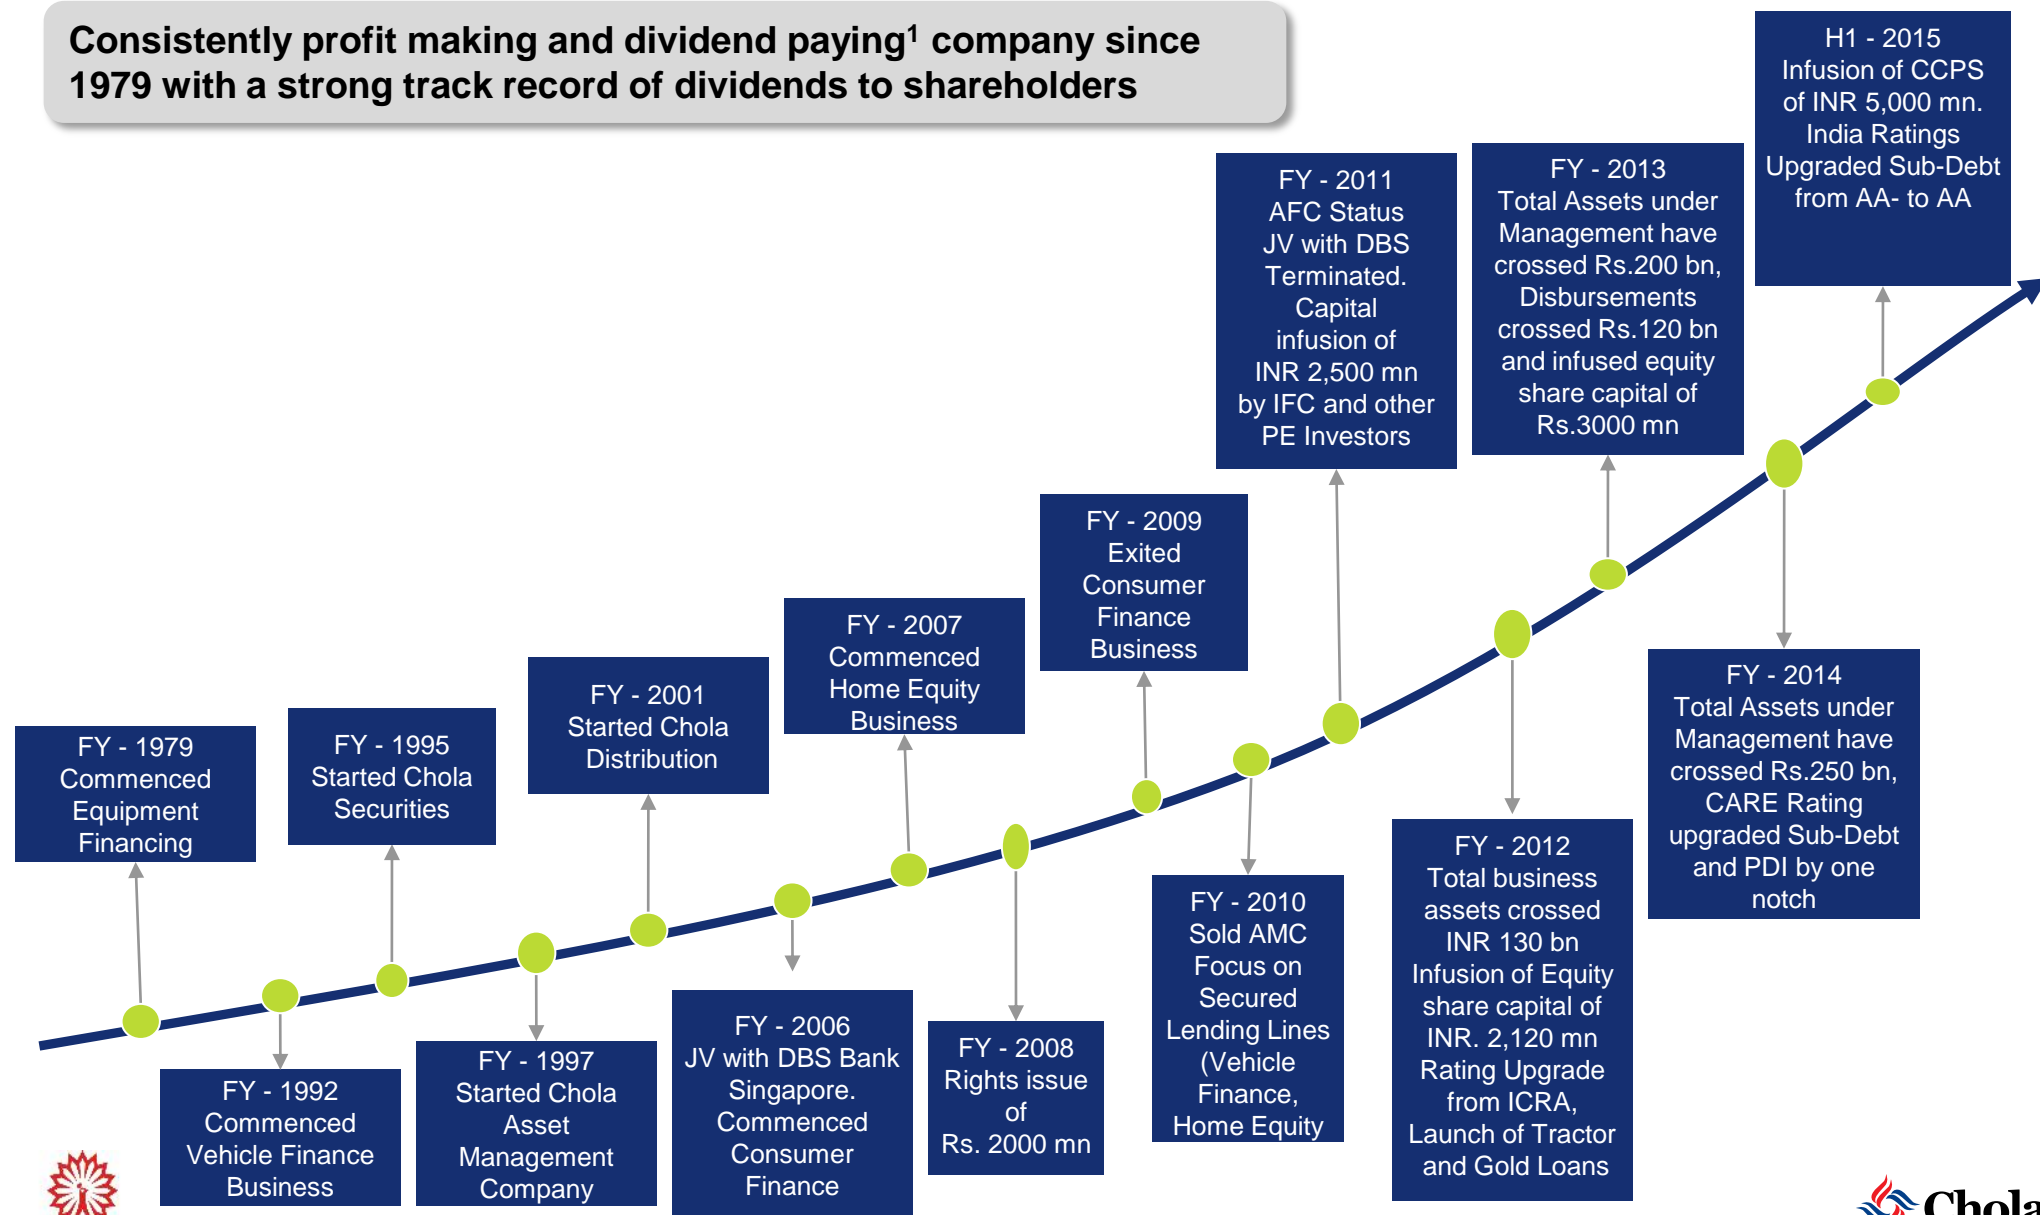 Consistently profit making and dividend paying¹ company since
1979 with a strong track record of dividends to shareholders
FY - 1979
Commenced
Equipment
Financing
FY - 1992
Commenced
Vehicle Finance
Business
FY - 1995
Started Chola
Securities
FY - 1997
Started Chola
Asset
Management
Company
FY - 2001
Started Chola
Distribution
FY - 2006
JV with DBS Bank
Singapore.
Commenced
Consumer
Finance
FY - 2007
Commenced
Home Equity
Business
FY - 2008
Rights issue
of
Rs. 2000 mn
FY - 2009
Exited
Consumer
Finance
Business
FY - 2010
Sold AMC
Focus on
Secured
Lending Lines
(Vehicle
Finance,
Home Equity
FY - 2011
AFC Status
JV with DBS
Terminated.
Capital
infusion of
INR 2,500 mn
by IFC and other
PE Investors
FY - 2012
Total business
assets crossed
INR 130 bn
Infusion of Equity
share capital of
INR. 2,120 mn
Rating Upgrade
from ICRA,
Launch of Tractor
and Gold Loans
FY - 2013
Total Assets under
Management have
crossed Rs.200 bn,
Disbursements
crossed Rs.120 bn
and infused equity
share capital of
Rs.3000 mn
FY - 2014
Total Assets under
Management have
crossed Rs.250 bn,
CARE Rating
upgraded Sub-Debt
and PDI by one
notch
H1 - 2015
Infusion of CCPS
of INR 5,000 mn.
India Ratings
Upgraded Sub-Debt
from AA- to AA
Chola